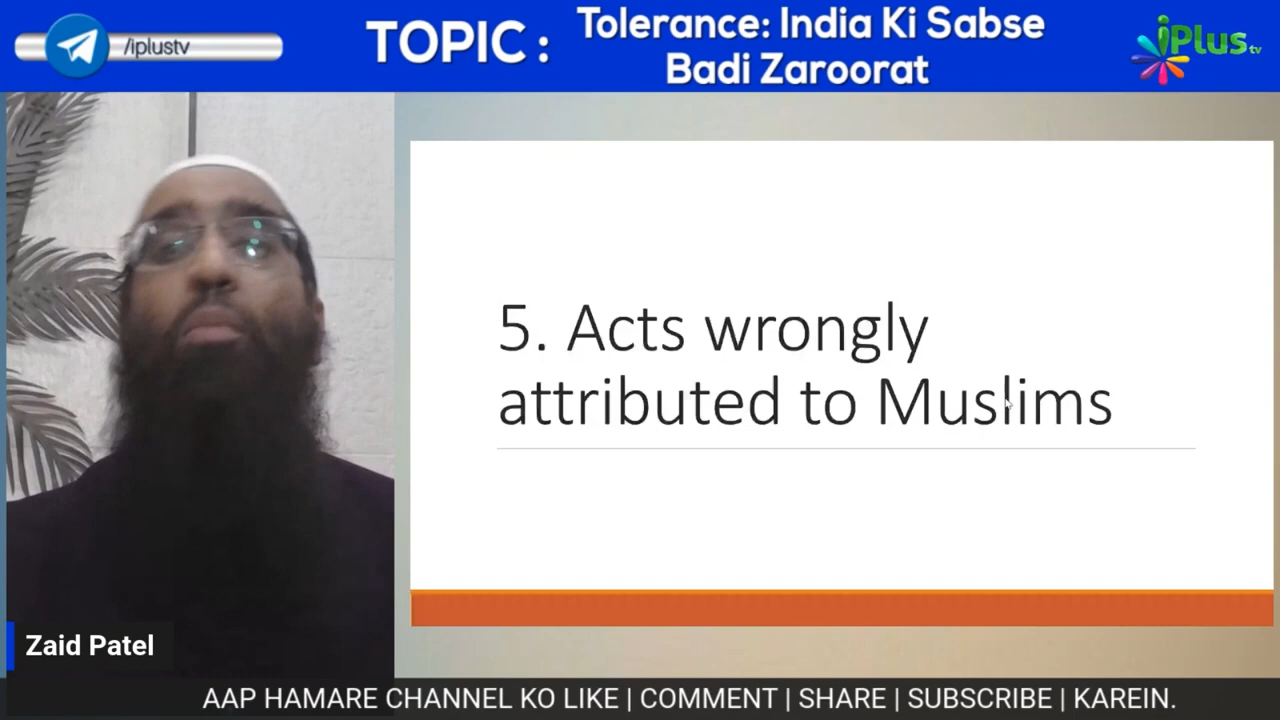 /iplustv
TOPIC :
Tolerance: India Ki Sabse
Badi Zaroorat
iPlus tv
5. Acts wrongly
attributed to Muslims
Zaid Patel
AAP HAMARE CHANNEL KO LIKE | COMMENT | SHARE | SUBSCRIBE | KAREIN.